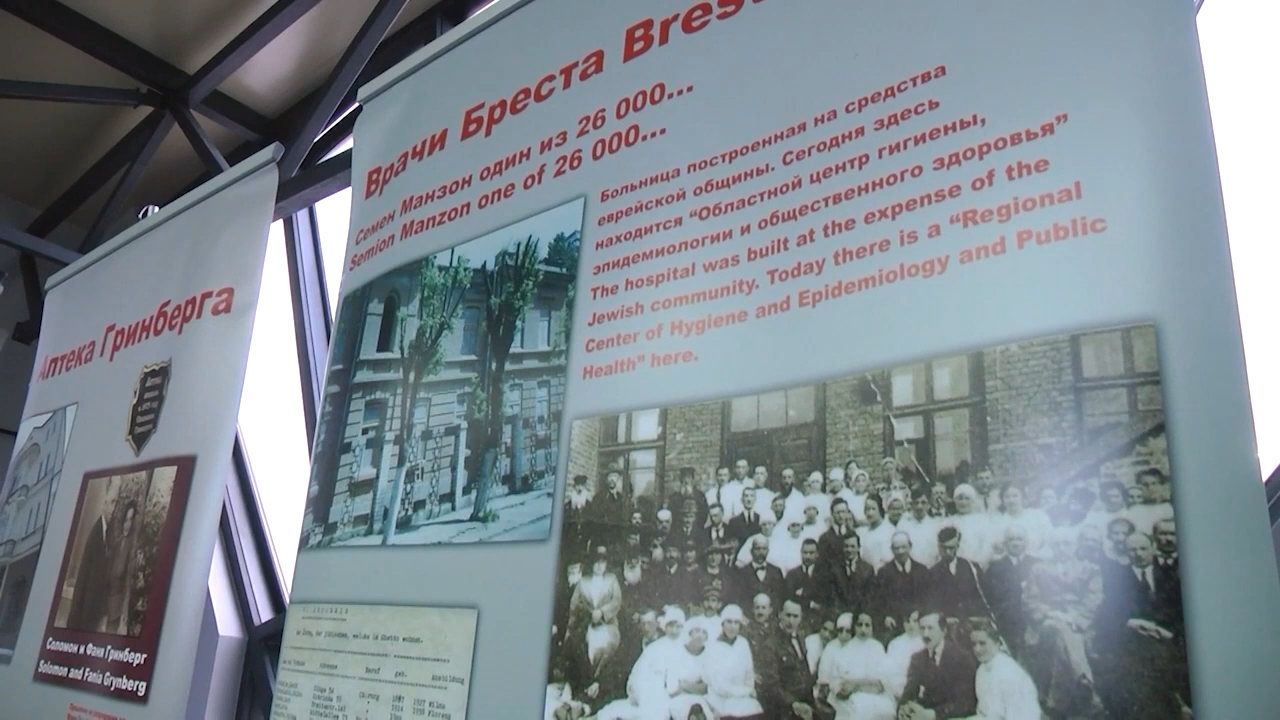 Врачи Бреста Bres
Семен Манзон один из 26 000...
Semion Manzon one of 26 000...
Больница построенная на средства
еврейской общины. Сегодня здесь
находится “Областной центр гигиены,
эпидемиологии и общественного здоровья”
The hospital was built at the expense of the
Jewish community. Today there is a “Regional
Center of Hygiene and Epidemiology and Public
Health” here.
Аптека Гринберга
Соломон и Фаня Гринберг
Solomon and Fania Grynberg